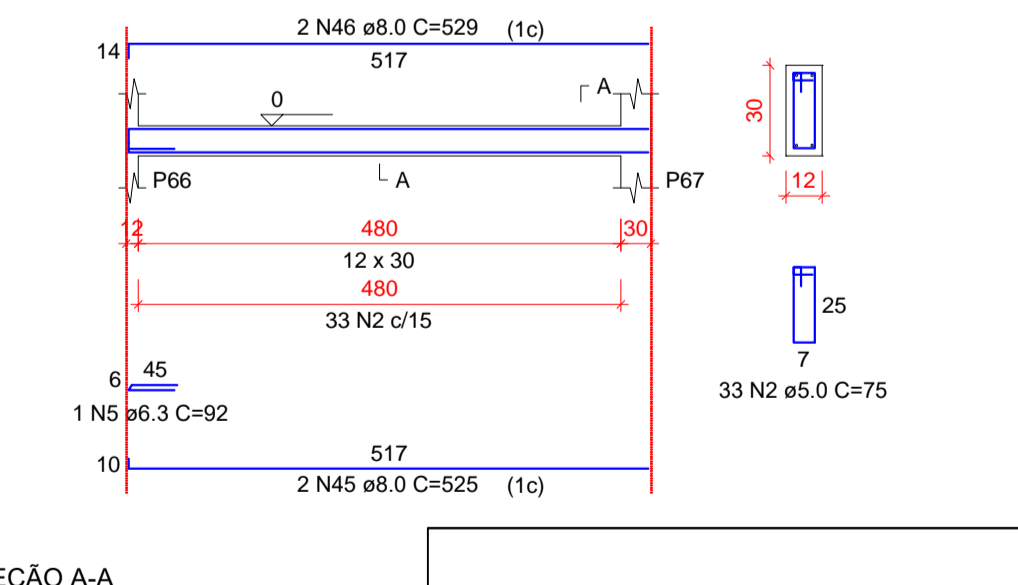 2 N46 ø8.0 C=529 (1c)
14
517
A
0
30
P66
A
P67
12
12
480
30
12 x 30
480
33 N2 c/15
25
7
33 N2 ø5.0 C=75
6
45
1 N5 ø6.3 C=92
517
10
2 N45 ø8.0 C=525 (1c)
A-A